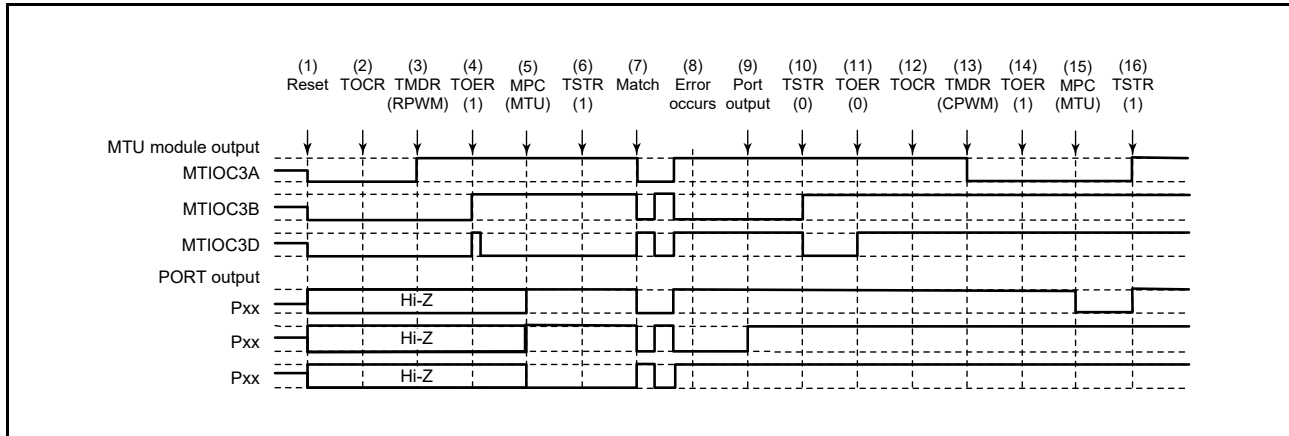 (1) (2) (3) (4) (5) (6) (7) (8) (9) (10) (11) (12) (13) (14) (15) (16)
Reset TOCR TMDR TOER MPC TSTR Match Error Port TSTR TOER TOCR TMDR TOER MPC TSTR
(RPWM) (1) (MTU) (1) occurs output (0) (0) (CPWM) (1) (MTU) (1)
MTU module output
MTIOC3A
MTIOC3B
MTIOC3D
PORT output
Pxx Hi-Z
Pxx Hi-Z
Pxx Hi-Z